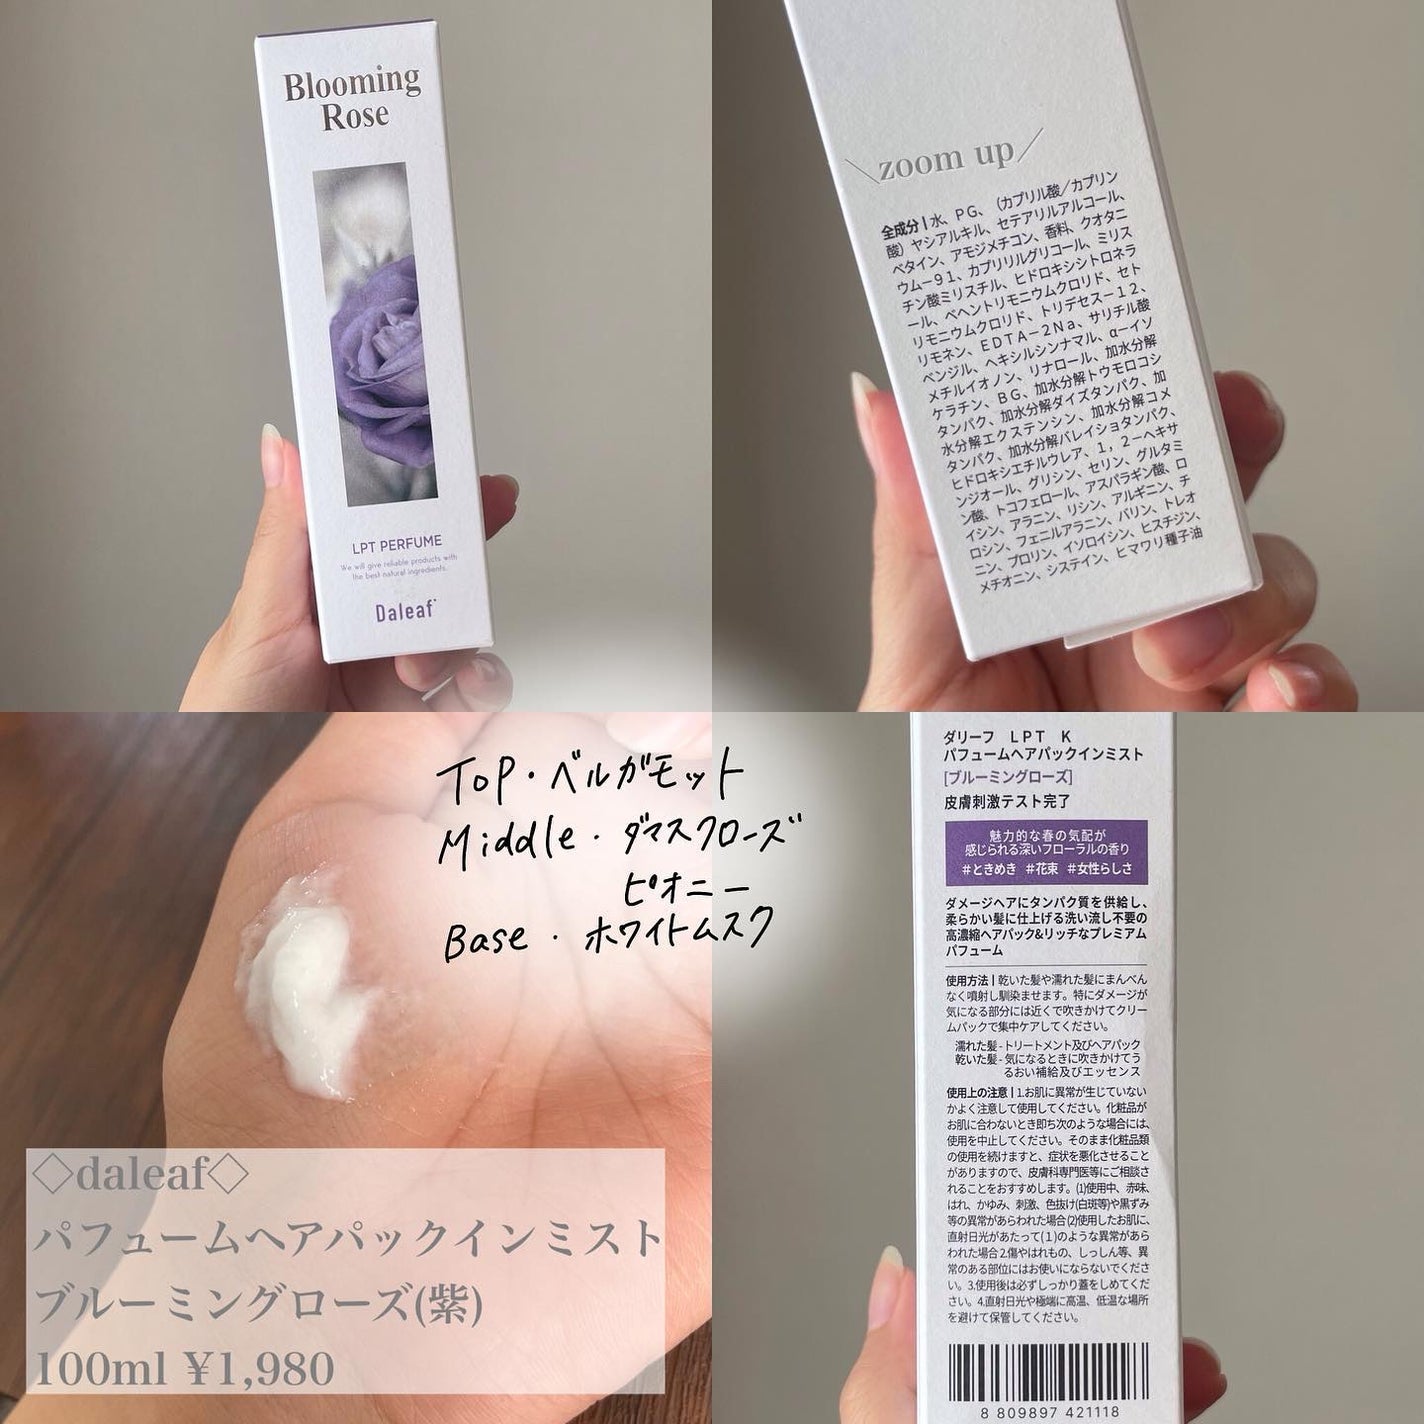 Blooming
Rose
LPT PERFUME
We will give reliable products with
the best natural ingredients.
Daleaf
＼zoom up／
全成分 | 水、PG、（カプリル酸／カプリン
酸）ヤシアルキル、セテアリルアルコール、
ベタイン、アモジメチコン、香料、クオタニ
ウム－91、カプリリルグリコール、ミリス
チン酸ミリスチル、ヒドロキシシトロネラ
ール、ベヘントリモニウムクロリド、セト
リモニウムクロリド、トリデセス－12、
リモネン、EDTA－2Na、サリチル酸
ベンジル、ヘキシルシンナマル、α－イソ
メチルイオノン、リナロール、加水分解
ケラチン、BG、加水分解トウモロコシ
タンパク、加水分解ダイズタンパク、加
水分解エクステンシン、加水分解コメ
タンパク、加水分解バレイショタンパク、
ヒドロキシエチルウレア、1，2－ヘキサ
ンジオール、グリシン、セリン、グルタミ
ン酸、トコフェロール、アスパラギン酸、ロ
イシン、アラニン、リシン、アルギニン、チ
ロシン、フェニルアラニン、バリン、トレオ
ニン、プロリン、イソロイシン、ヒスチジン、
メチオニン、システイン、ヒマワリ種子油
TOP・ベルガモット
Middle・ダマスクローズ
ピオニー
Base・ホワイトムスク
◇daleaf◇
パフュームヘアパックインミスト
ブルーミングローズ(紫)
100ml ¥1,980
ダリーフ LPT K
パフュームヘアパックインミスト
[ブルーミングローズ]
皮膚刺激テスト完了
魅力的な春の気配が
感じられる深いフローラルの香り
#ときめき #花束 #女性らしさ
ダメージヘアにタンパク質を供給し、
柔らかい髪に仕上げる洗い流し不要の
高濃縮ヘアパック&リッチなプレミアム
パフューム
使用方法 | 乾いた髪や濡れた髪にまんべん
なく噴射し馴染ませます。特にダメージが
気になる部分には近くで吹きかけてクリー
ムパックで集中ケアしてください。
濡れた髪 - トリートメント及びヘアパック
乾いた髪 - 気になるときに吹きかけてう
るおい補給及びエッセンス
使用上の注意 | 1.お肌に異常が生じていない
かよく注意して使用してください。化粧品が
お肌に合わないとき即ち次のような場合には、
使用を中止してください。そのまま化粧品類
の使用を続けますと、症状を悪化させること
がありますので、皮膚科専門医等にご相談さ
れることをおすすめします。(1)使用中、赤味、
はれ、かゆみ、刺激、色抜け(白斑等)や黒ずみ
等の異常があらわれた場合(2)使用したお肌に、
直射日光があたって(1)のような異常があら
われた場合2.傷やはれもの、しっしん等、異
常のある部位にはお使いにならないでくださ
い。3.使用後は必ずしっかり蓋をしめてくだ
さい。4.直射日光や極端に高温、低温な場所
を避けて保管してください。
8 809897 421118